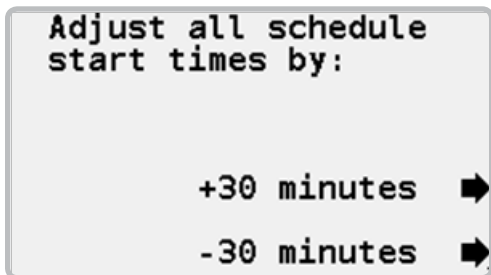 Adjust all schedule
start times by:
+30 minutes 🡆
-30 minutes 🡆